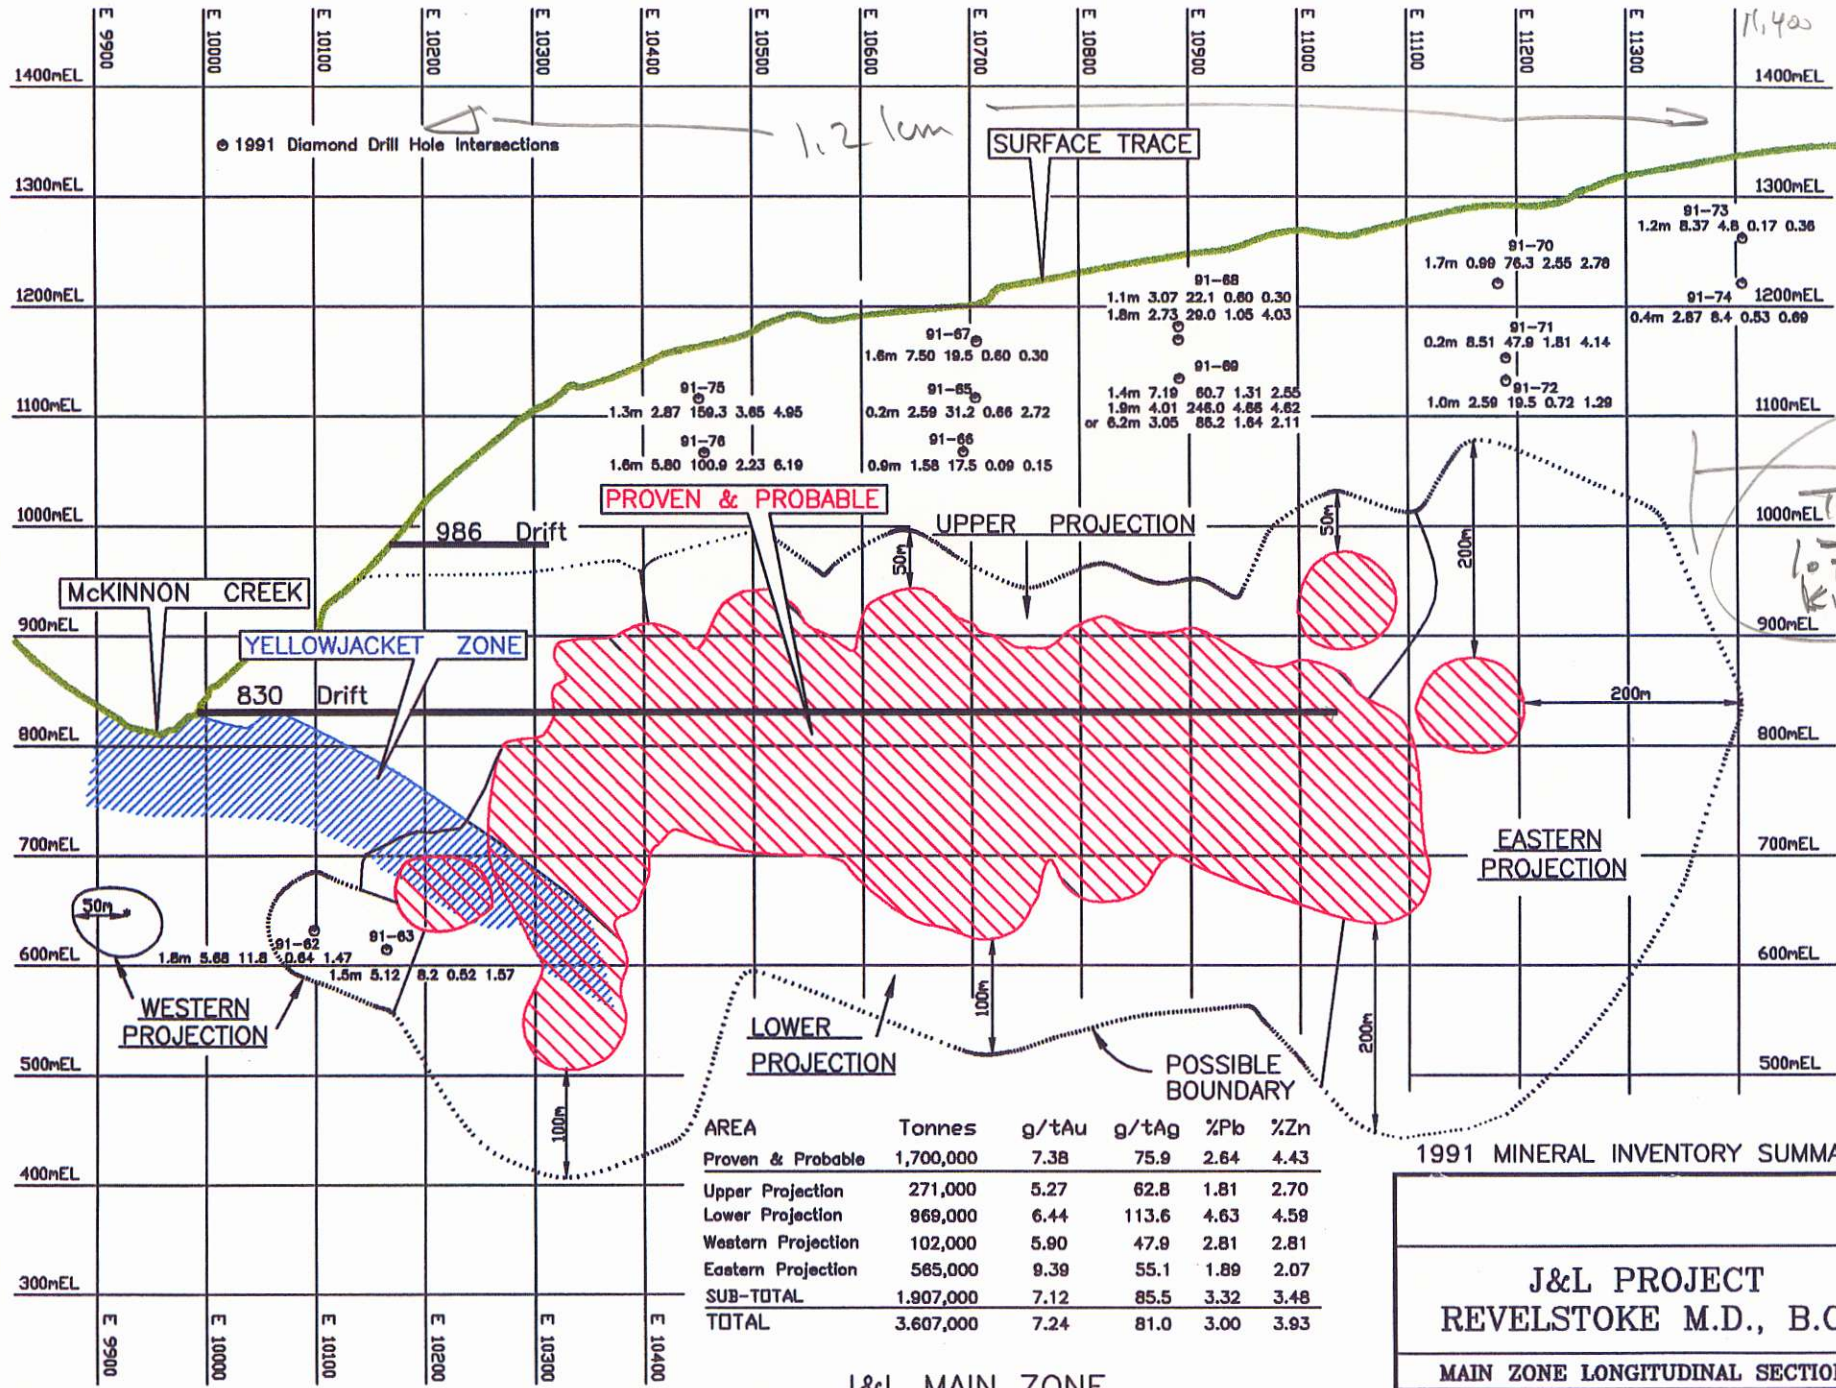 E 9900
E 10000
E 10100
E 10200
E 10300
E 10400
E 10500
E 10600
E 10700
E 10800
E 10900
E 11000
E 11100
E 11200
E 11300
11,400
1400mEL 1400mEL
1.2 km
1991 Diamond Drill Hole Intersections
SURFACE TRACE
1300mEL 1300mEL
91-73
1.2m 8.37 4.8 0.17 0.36
91-70
1.7m 0.99 76.3 2.55 2.78
91-68
1.1m 3.07 22.1 0.60 0.30
1.8m 2.73 29.0 1.05 4.03
1200mEL
91-74 1200mEL
0.4m 2.87 8.4 0.53 0.69
91-67
1.6m 7.50 19.5 0.60 0.30
91-71
0.2m 8.51 47.9 1.81 4.14
91-69
1.4m 7.19 60.7 1.31 2.55
1.9m 4.01 246.0 4.66 4.62
or 6.2m 3.05 86.2 1.64 2.11
91-75
1.3m 2.87 159.3 3.65 4.95
91-65
0.2m 2.59 31.2 0.66 2.72
91-72
1.0m 2.59 19.5 0.72 1.29
1100mEL 1100mEL
91-76
1.6m 5.80 100.9 2.23 6.19
91-66
0.9m 1.58 17.5 0.09 0.15
PROVEN & PROBABLE
1000mEL 1000mEL
986 Drift
UPPER PROJECTION
50m
50m
200m
McKINNON CREEK
900mEL 900mEL
YELLOWJACKET ZONE
830 Drift
200m
800mEL 800mEL
700mEL 700mEL
EASTERN
PROJECTION
50m
91-62
1.8m 5.68 11.8 0.64 1.47
91-63
1.5m 5.12 8.2 0.52 1.57
600mEL 600mEL
WESTERN
PROJECTION
LOWER
PROJECTION
100m
200m
POSSIBLE
BOUNDARY
500mEL 500mEL
100m
AREA Tonnes g/tAu g/tAg %Pb %Zn
Proven & Probable 1,700,000 7.38 75.9 2.64 4.43
Upper Projection 271,000 5.27 62.8 1.81 2.70
Lower Projection 969,000 6.44 113.6 4.63 4.59
Western Projection 102,000 5.90 47.9 2.81 2.81
Eastern Projection 565,000 9.39 55.1 1.89 2.07
SUB-TOTAL 1.907,000 7.12 85.5 3.32 3.48
TOTAL 3.607,000 7.24 81.0 3.00 3.93
400mEL
300mEL
1991 MINERAL INVENTORY SUMMA
J&L PROJECT
REVELSTOKE M.D., B.C
MAIN ZONE LONGITUDINAL SECTION
E 9900
E 10000
E 10100
E 10200
E 10300
E 10400
J&L MAIN ZONE